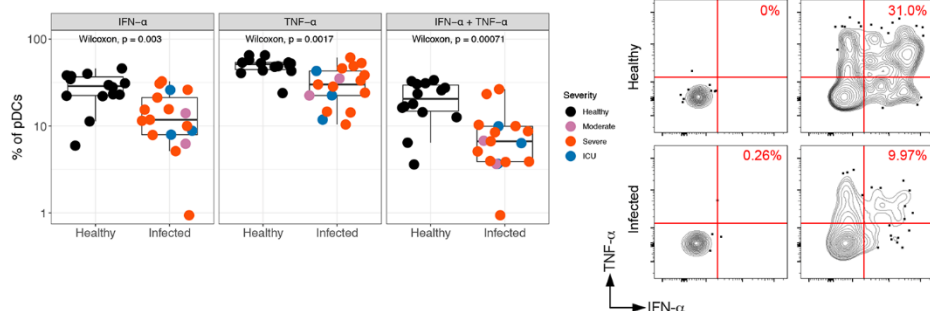 IFN-α
TNF-α
IFN-α + TNF-α
Wilcoxon, p = 0.003
Wilcoxon, p = 0.0017
Wilcoxon, p = 0.00071
100
10
1
% of pDCs
Healthy
Infected
Healthy
Infected
Healthy
Infected
Severity
Healthy
Moderate
Severe
ICU
0%
31.0%
Healthy
0.26%
9.97%
Infected
TNF-α
IFN-α